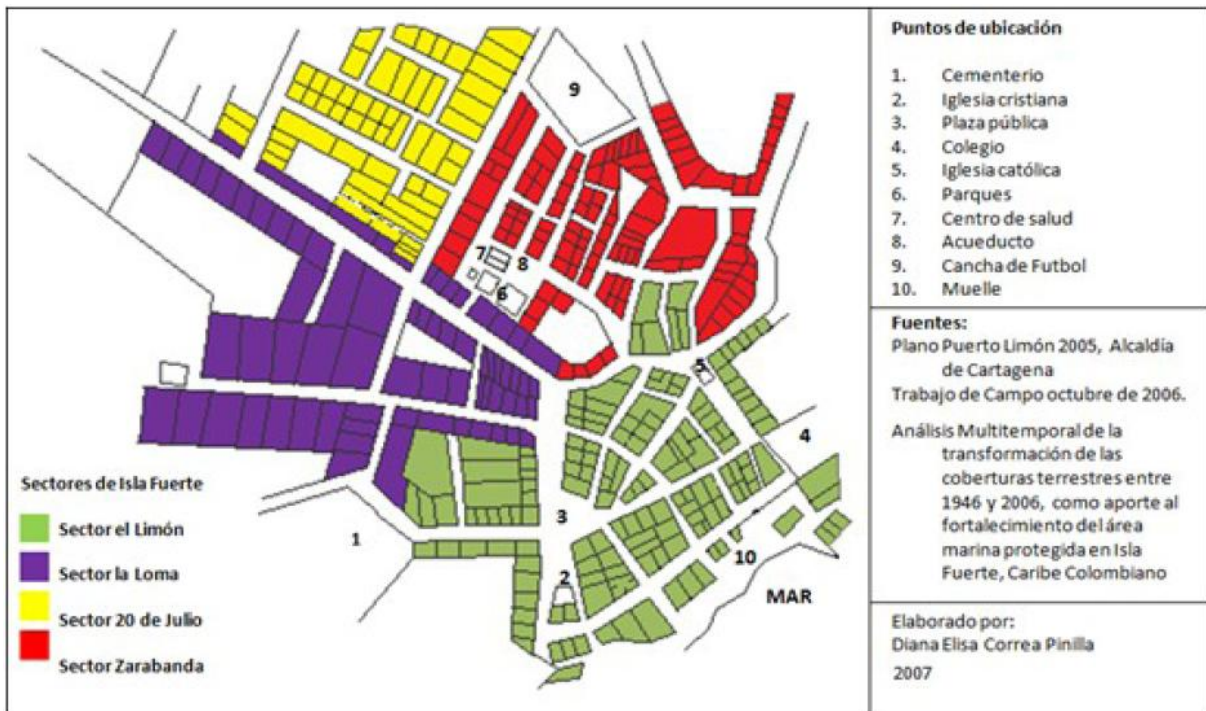 9
7
8
6
5
4
3
1
10
2
MAR
Sectores de Isla Fuerte
Sector el Limón
Sector la Loma
Sector 20 de Julio
Sector Zarabanda
Puntos de ubicación
1. Cementerio
2. Iglesia cristiana
3. Plaza pública
4. Colegio
5. Iglesia católica
6. Parques
7. Centro de salud
8. Acueducto
9. Cancha de Futbol
10. Muelle
Fuentes:
Plano Puerto Limón 2005, Alcaldía
de Cartagena
Trabajo de Campo octubre de 2006.
Análisis Multitemporal de la
transformación de las
coberturas terrestres entre
1946 y 2006, como aporte al
fortalecimiento del área
marina protegida en Isla
Fuerte, Caribe Colombiano
Elaborado por:
Diana Elisa Correa Pinilla
2007